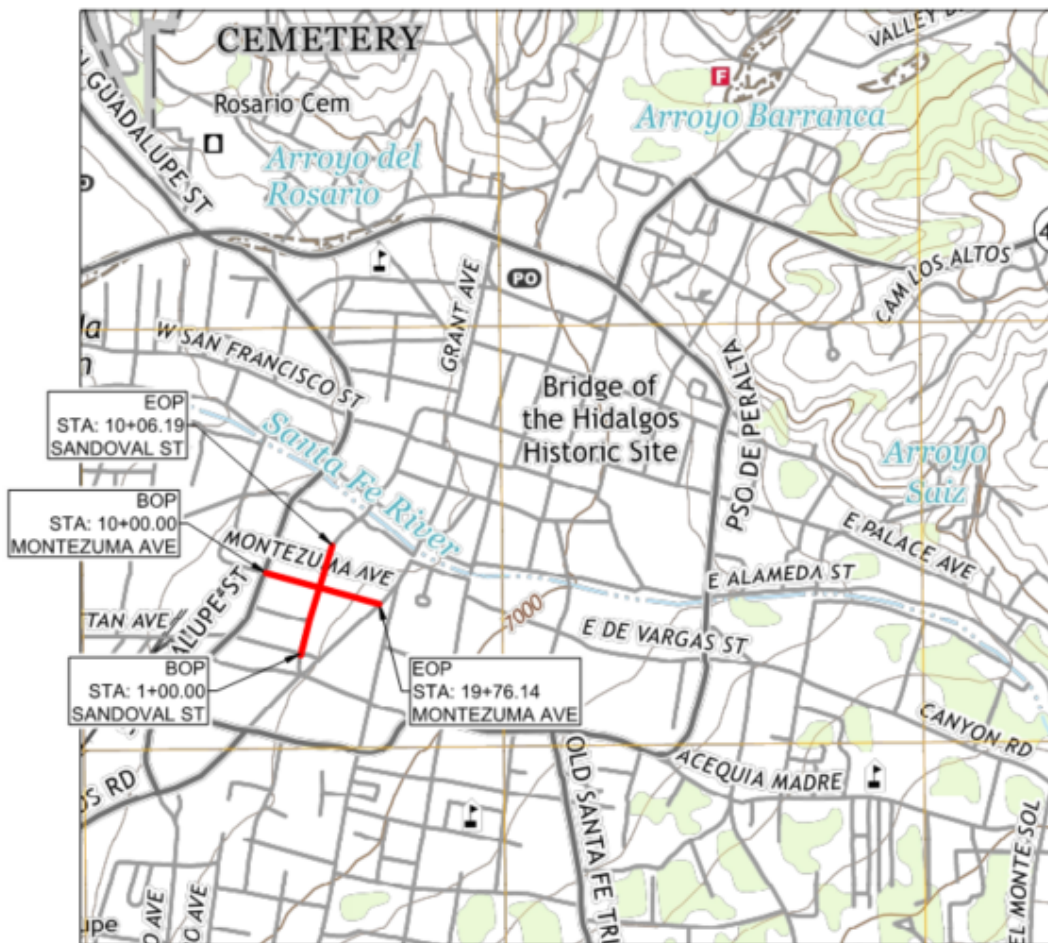 CEMETERY
VALLEY D
N GUADALUPE ST
Rosario Cem
F
Arroyo Barranca
Arroyo del
Rosario
4
CAM LOS ALTOS
PO
GRANT AVE
la
n
W SAN FRANCISCO ST
PSO DE PERALTA
Bridge of
the Hidalgos
Historic Site
EOP
STA: 10+06.19
SANDOVAL ST
Santa Fe River
Arroyo
Saiz
BOP
STA: 10+00.00
MONTEZUMA AVE
MONTEZUMA AVE
E PALACE AVE
E ALAMEDA ST
TAN AVE
ALUPE ST
7000
E DE VARGAS ST
BOP
STA: 1+00.00
SANDOVAL ST
EOP
STA: 19+76.14
MONTEZUMA AVE
CANYON RD
OS RD
ACEQUIA MADRE
OLD SANTA FE TRL
EL MONTE SOL
upe
O AVE
O AVE